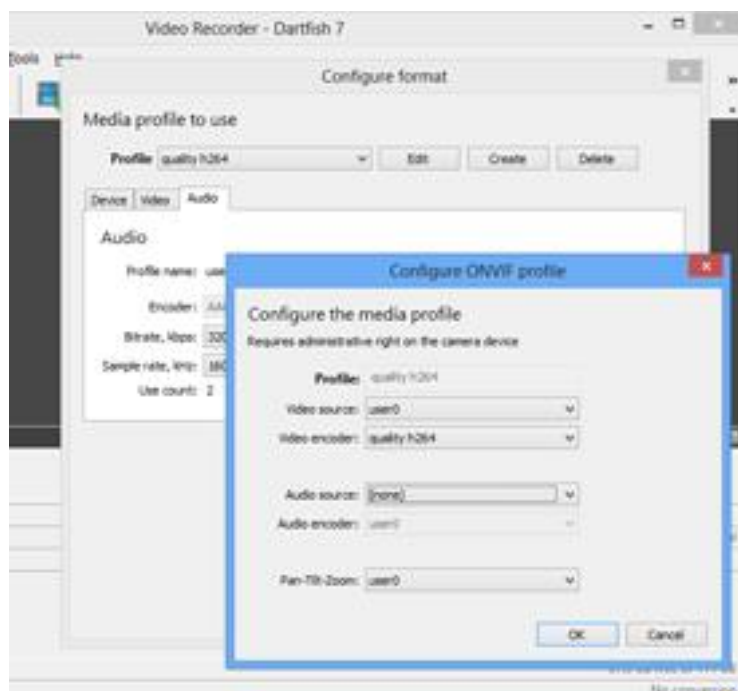 Video Recorder - Dartfish 7
Tools
Configure format
Media profile to use
Profile quality h264 Edit Create Delete
Device Video Audio
Audio
Profile name:
Encoder:
Bitrate, kbps: 320
Sample rate, kHz: 160
Use count: 2
Configure ONVIF profile
Configure the media profile
Requires administrative right on the camera device
Profile: quality h264
Video source: user0
Video encoder: quality h264
Audio source: (none)
Audio encoder: user0
Pan-Tilt-Zoom: user0
OK Cancel